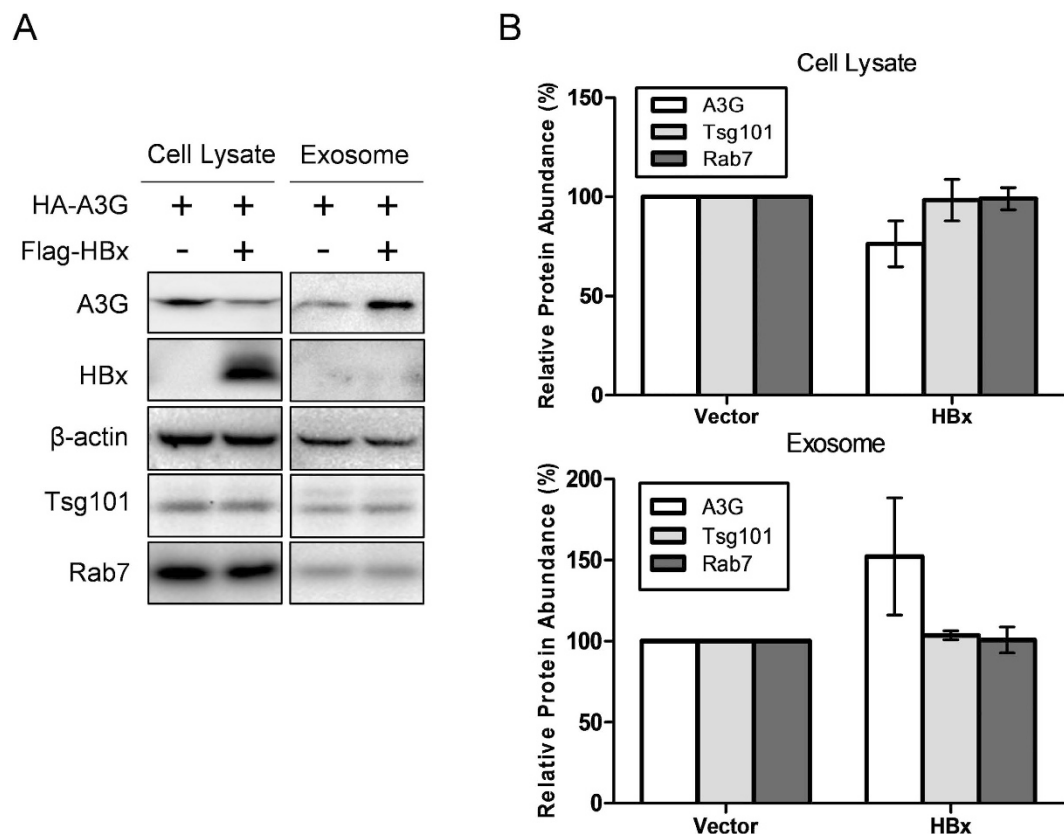 A
Cell Lysate Exosome
HA-A3G + + + +
Flag-HBx - + - +
A3G
HBx
β-actin
Tsg101
Rab7
B
Cell Lysate
Relative Protein Abundance (%)
150
100
50
0
A3G
Tsg101
Rab7
Vector HBx
Exosome
Relative Protein Abundance (%)
200
150
100
50
0
A3G
Tsg101
Rab7
Vector HBx